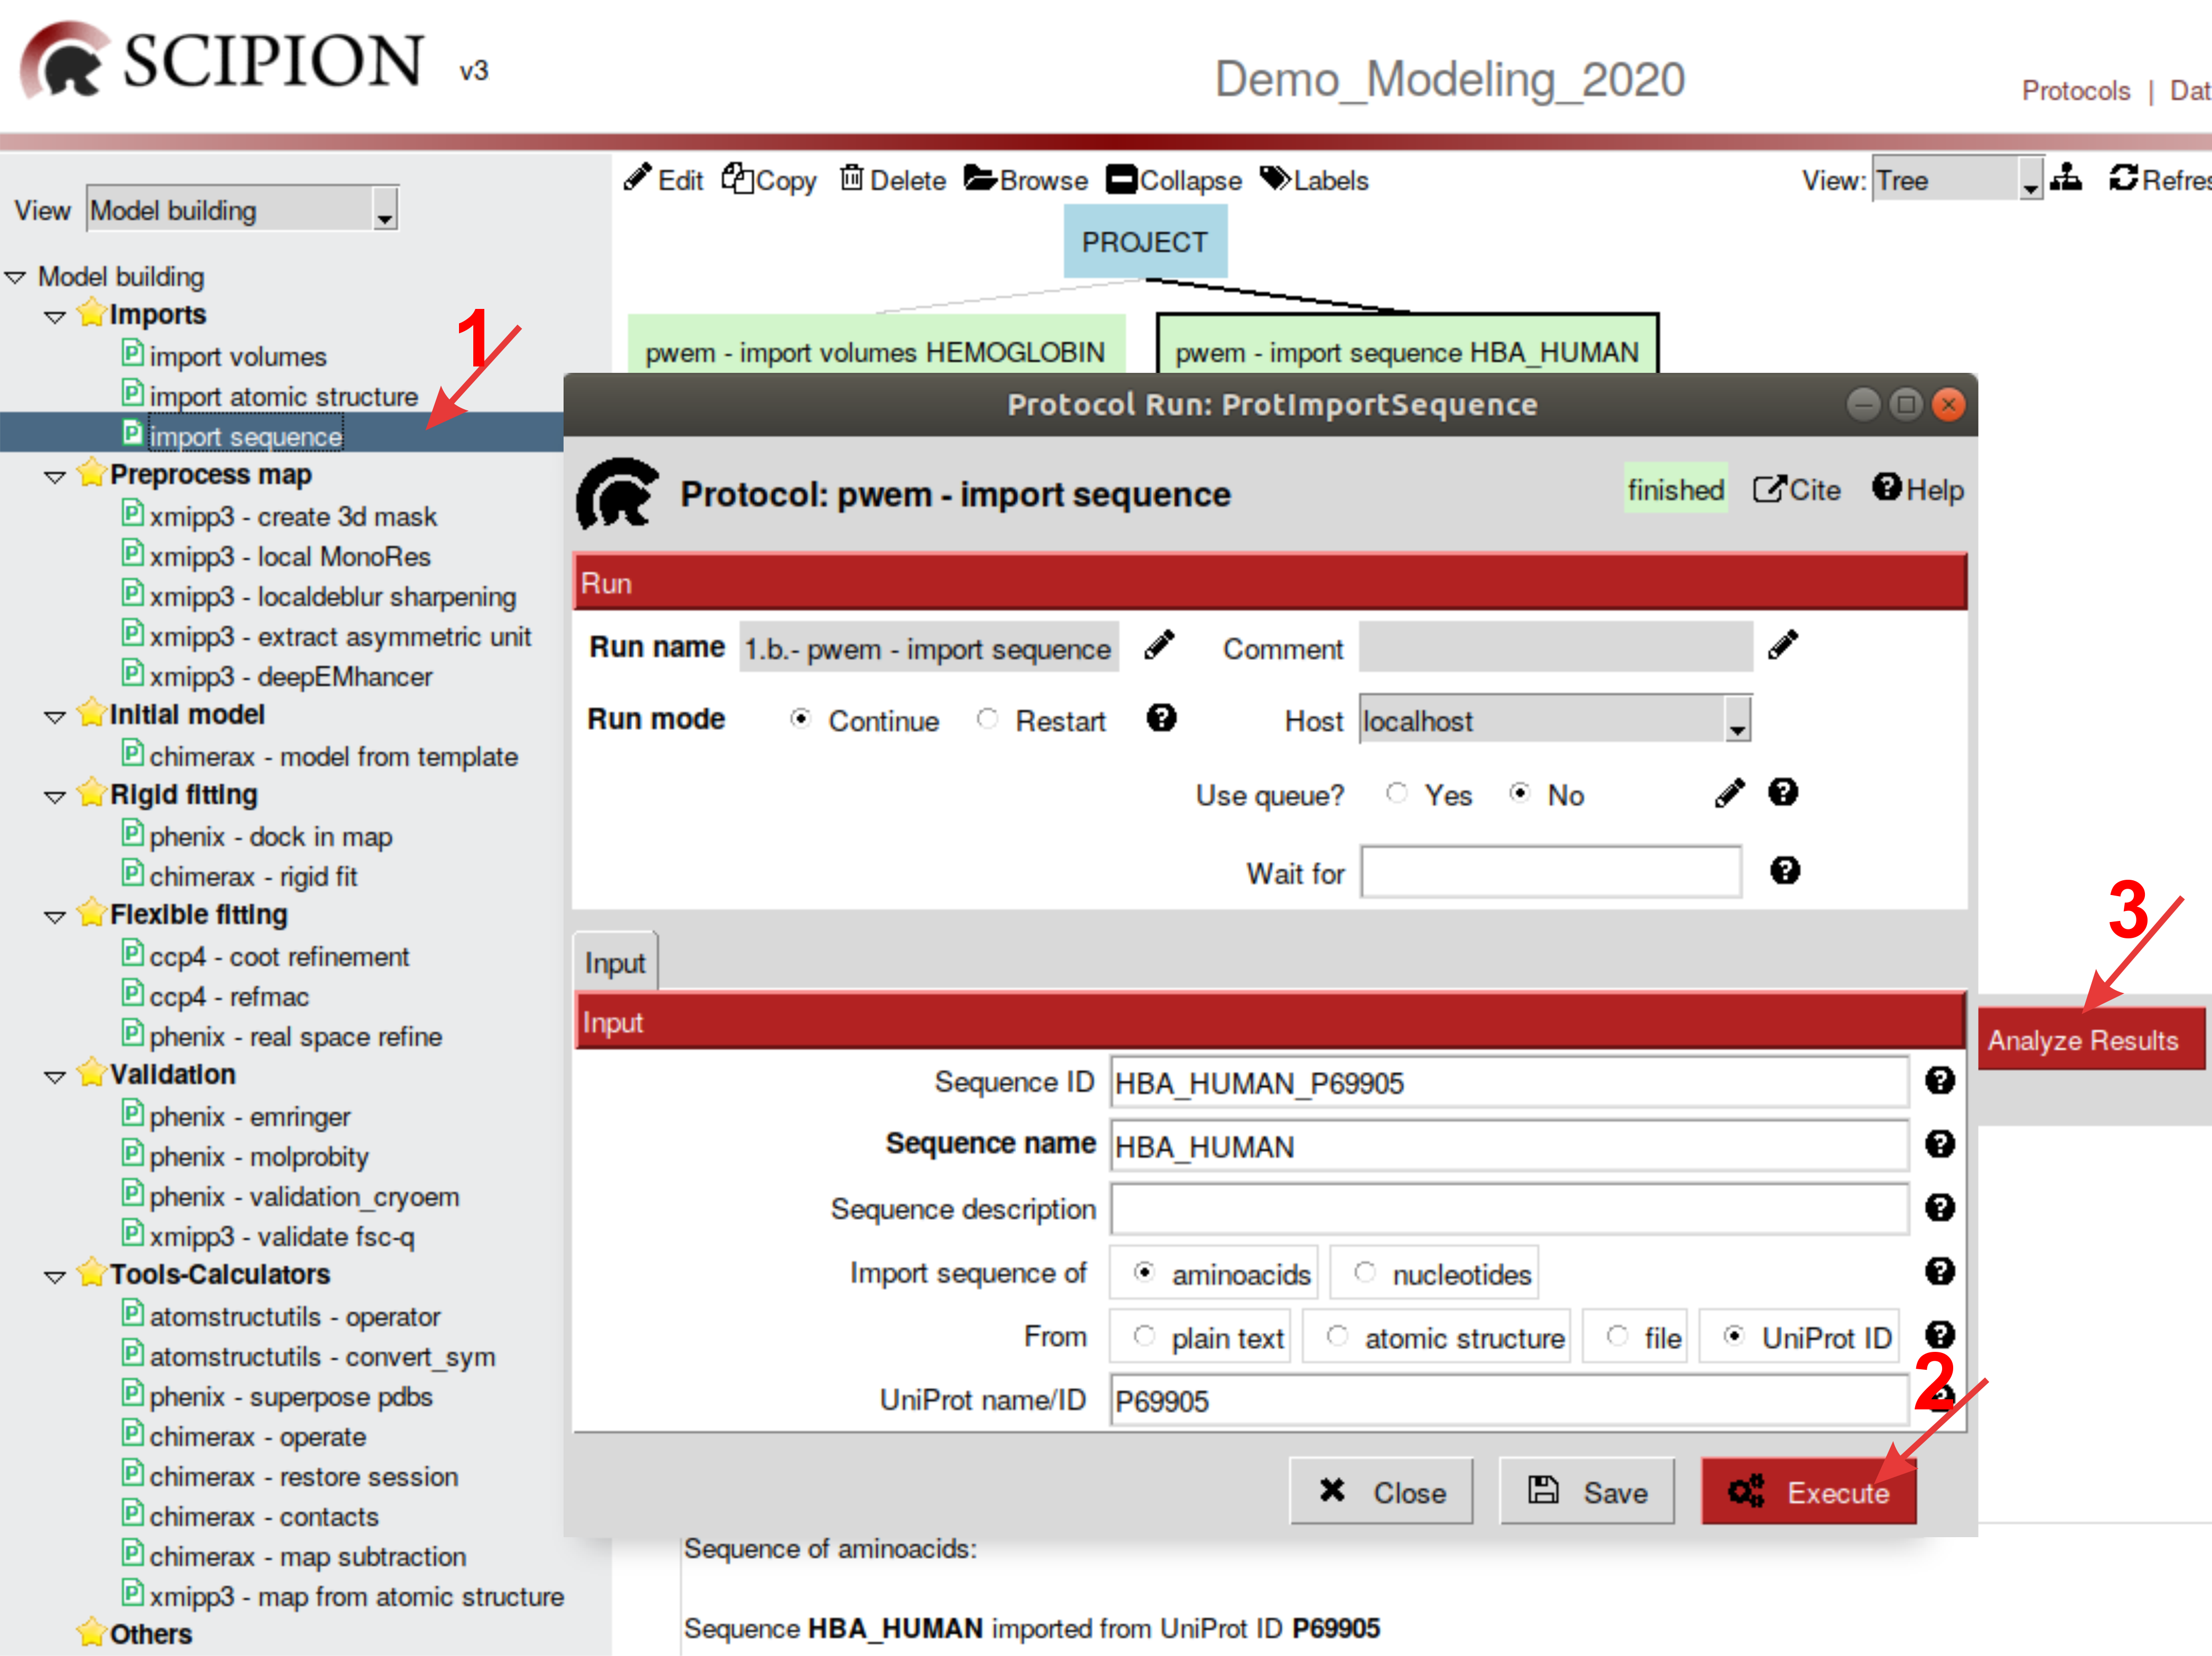 SCIPION v3
Demo_Modeling_2020
Protocols | Dat
View Model building
Model building
Imports
import volumes
import atomic structure
import sequence
Preprocess map
xmipp3 - create 3d mask
xmipp3 - local MonoRes
xmipp3 - localdeblur sharpening
xmipp3 - extract asymmetric unit
xmipp3 - deepEMhancer
Initial model
chimerax - model from template
Rigid fitting
phenix - dock in map
chimerax - rigid fit
Flexible fitting
ccp4 - coot refinement
ccp4 - refmac
phenix - real space refine
Validation
phenix - emringer
phenix - molprobity
phenix - validation_cryoem
xmipp3 - validate fsc-q
Tools-Calculators
atomstructutils - operator
atomstructutils - convert_sym
phenix - superpose pdbs
chimerax - operate
chimerax - restore session
chimerax - contacts
chimerax - map subtraction
xmipp3 - map from atomic structure
Others
1
Edit Copy Delete Browse Collapse Labels
View: Tree Refres
PROJECT
pwem - import volumes HEMOGLOBIN
pwem - import sequence HBA_HUMAN
Protocol Run: ProtImportSequence
Protocol: pwem - import sequence
finished Cite Help
Run
Run name 1.b.- pwem - import sequence Comment
Run mode Continue Restart Host localhost
Use queue? Yes No
Wait for
Input
Input
Sequence ID HBA_HUMAN_P69905
Sequence name HBA_HUMAN
Sequence description
Import sequence of aminoacids nucleotides
From plain text atomic structure file UniProt ID
UniProt name/ID P69905
2
Close Save Execute
3
Analyze Results
Sequence of aminoacids:
Sequence HBA_HUMAN imported from UniProt ID P69905